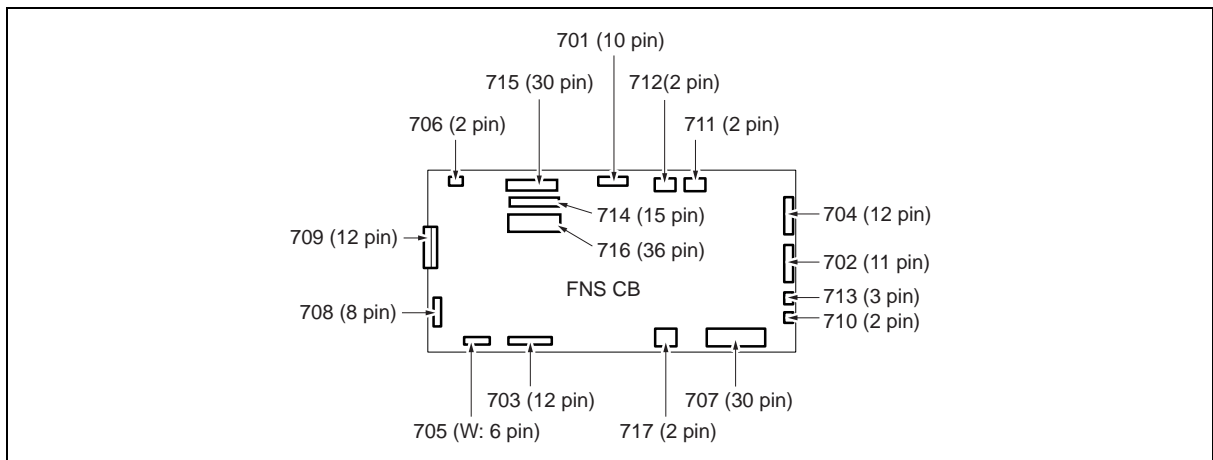 701 (10 pin)
715 (30 pin)
712(2 pin)
706 (2 pin)
711 (2 pin)
714 (15 pin)
704 (12 pin)
709 (12 pin)
716 (36 pin)
702 (11 pin)
FNS CB
713 (3 pin)
708 (8 pin)
710 (2 pin)
703 (12 pin)
707 (30 pin)
705 (W: 6 pin)
717 (2 pin)